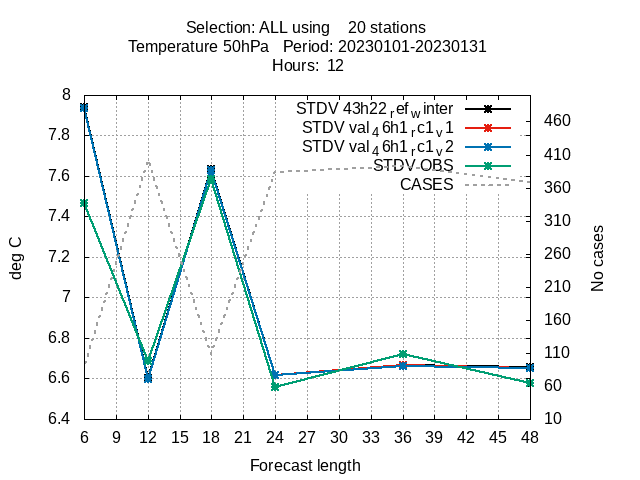 Selection: ALL using 20 stations
Temperature 50hPa Period: 20230101-20230131
Hours: 12
8
7.8
7.6
7.4
7.2
7
6.8
6.6
6.4
deg C
STDV 43h22_ref_winter
STDV val_46h1_rc1_v1
STDV val_46h1_rc1_v2
STDV OBS
CASES
460
410
360
310
260
210
160
110
60
10
No cases
6 9 12 15 18 21 24 27 30 33 36 39 42 45 48
Forecast length